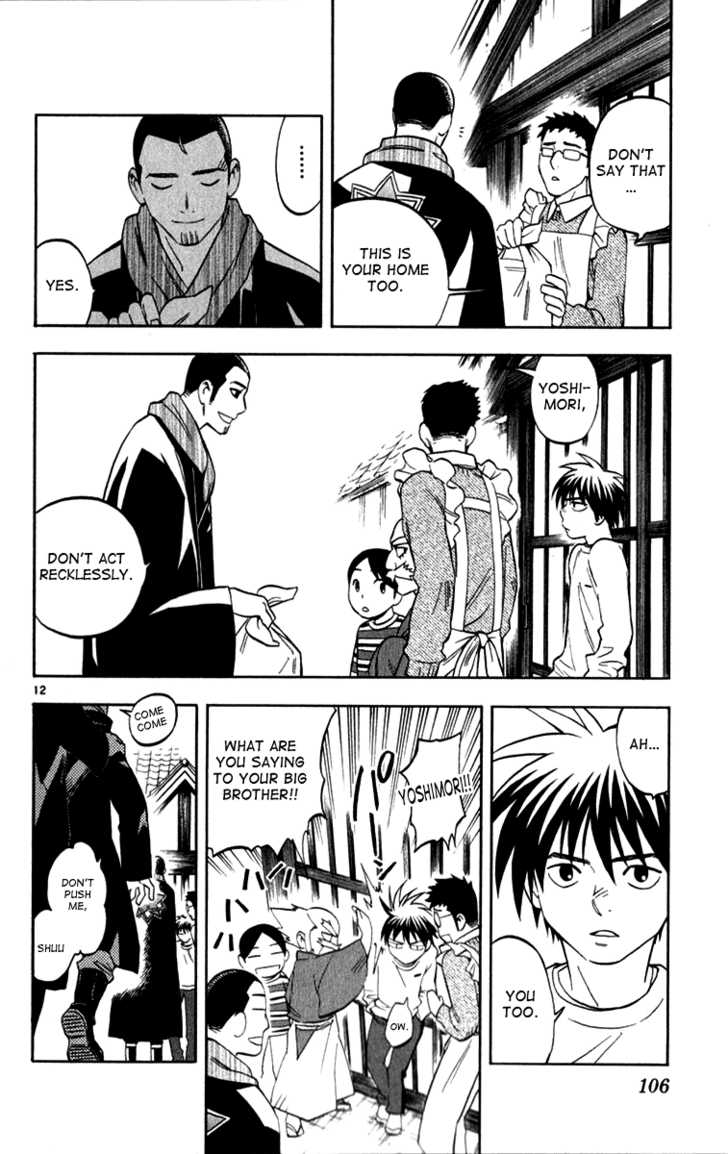 DON'T
SAY THAT
...
THIS IS
YOUR HOME
TOO.
......
YES.
YOSHI-
MORI,
DON'T ACT
RECKLESSLY.
12
AH...
YOU
TOO.
YOSHIMORI!!!
WHAT ARE
YOU SAYING
TO YOUR BIG
BROTHER!!
OW.
COME
COME
DON'T
PUSH
ME,
SHUU
106